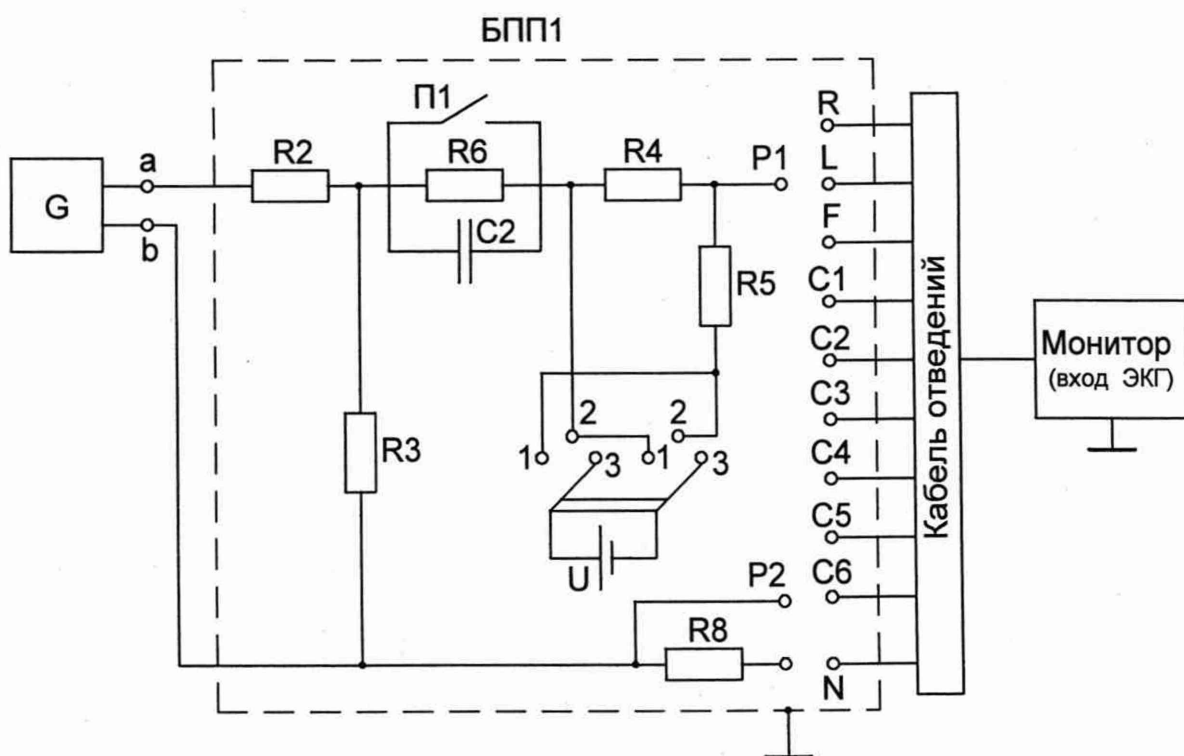 БПП1
П1
R
a
R2
R6
R4
P1
L
G
b
C2
F
R5
C1
C2
Монитор
(вход ЭКГ)
Кабель отведений
C3
R3
2
2
1
3
1
3
C4
C5
U
P2
C6
R8
N